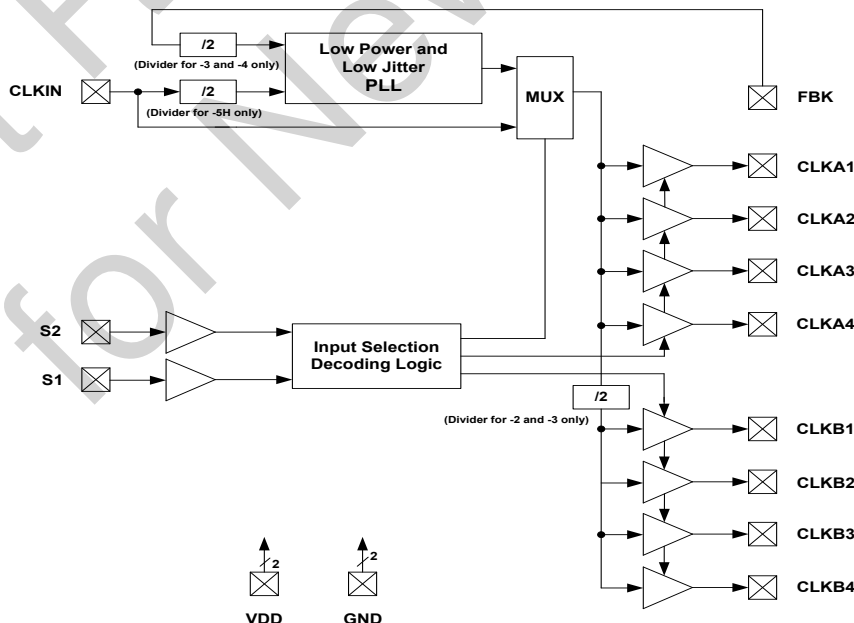 /2
Low Power and
Low Jitter
PLL
(Divider for -3 and -4 only)
CLKIN
/2
MUX
FBK
(Divider for -5H only)
CLKA1
CLKA2
CLKA3
CLKA4
S2
Input Selection
Decoding Logic
S1
/2
(Divider for -2 and -3 only)
CLKB1
CLKB2
CLKB3
CLKB4
2
2
VDD
GND
for New